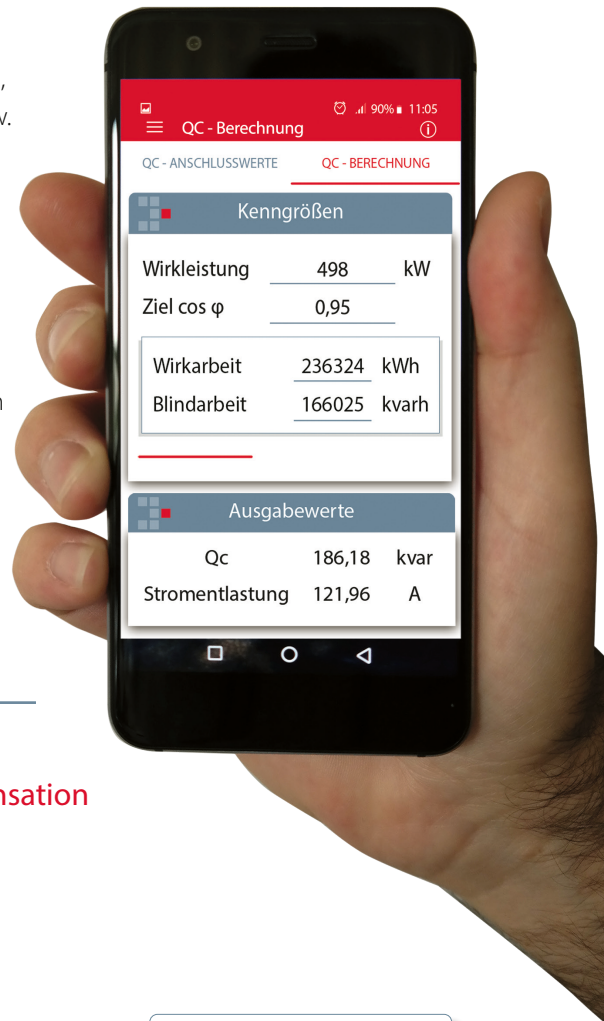 ,
v.
90% 11:05
QC - Berechnung
QC - ANSCHLUSSWERTE QC - BERECHNUNG
Kenngrößen
Wirkleistung 498 kW
Ziel cos φ 0,95
Wirkarbeit 236324 kWh
Blindarbeit 166025 kvarh
n
Ausgabewerte
Qc 186,18 kvar
Stromentlastung 121,96 A
nsation